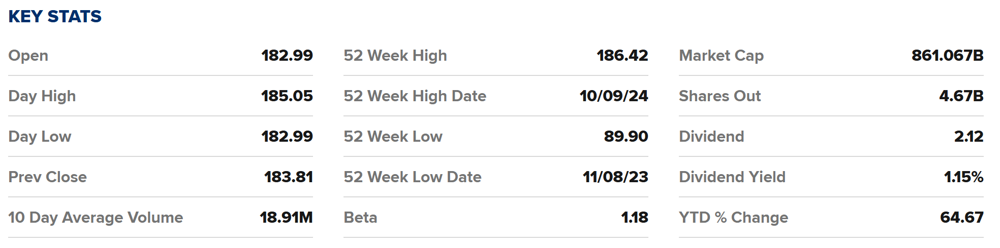 KEY STATS
Open 182.99 52 Week High 186.42 Market Cap 861.067B
Day High 185.05 52 Week High Date 10/09/24 Shares Out 4.67B
Day Low 182.99 52 Week Low 89.90 Dividend 2.12
Prev Close 183.81 52 Week Low Date 11/08/23 Dividend Yield 1.15%
10 Day Average Volume 18.91M Beta 1.18 YTD % Change 64.67